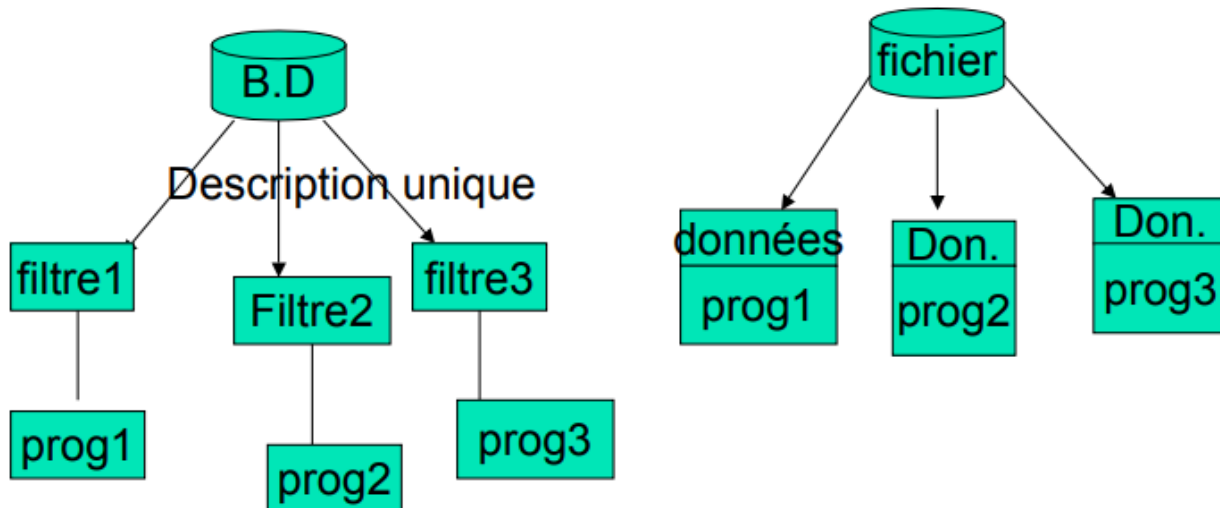 B.D
Description unique
filtre1
Filtre2
filtre3
prog1
prog2
prog3
fichier
données
prog1
Don.
prog2
Don.
prog3